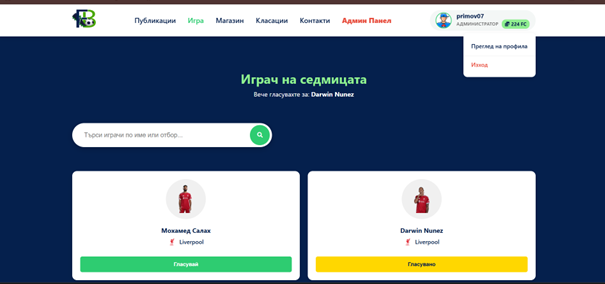 Публикации Игра Магазин Класации Контакти Админ Панел
primov07
АДМИНИСТРАТОР 224 FC
Преглед на профила
Изход
Играч на седмицата
Вече гласувахте за: Darwin Nunez
Търси играчи по име или отбор...
Мохамед Салах
Liverpool
Гласувай
Darwin Nunez
Liverpool
Гласувано